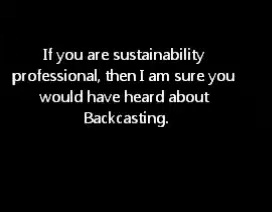 If you are sustainability
professional, then I am sure you
would have heard about
Backcasting.